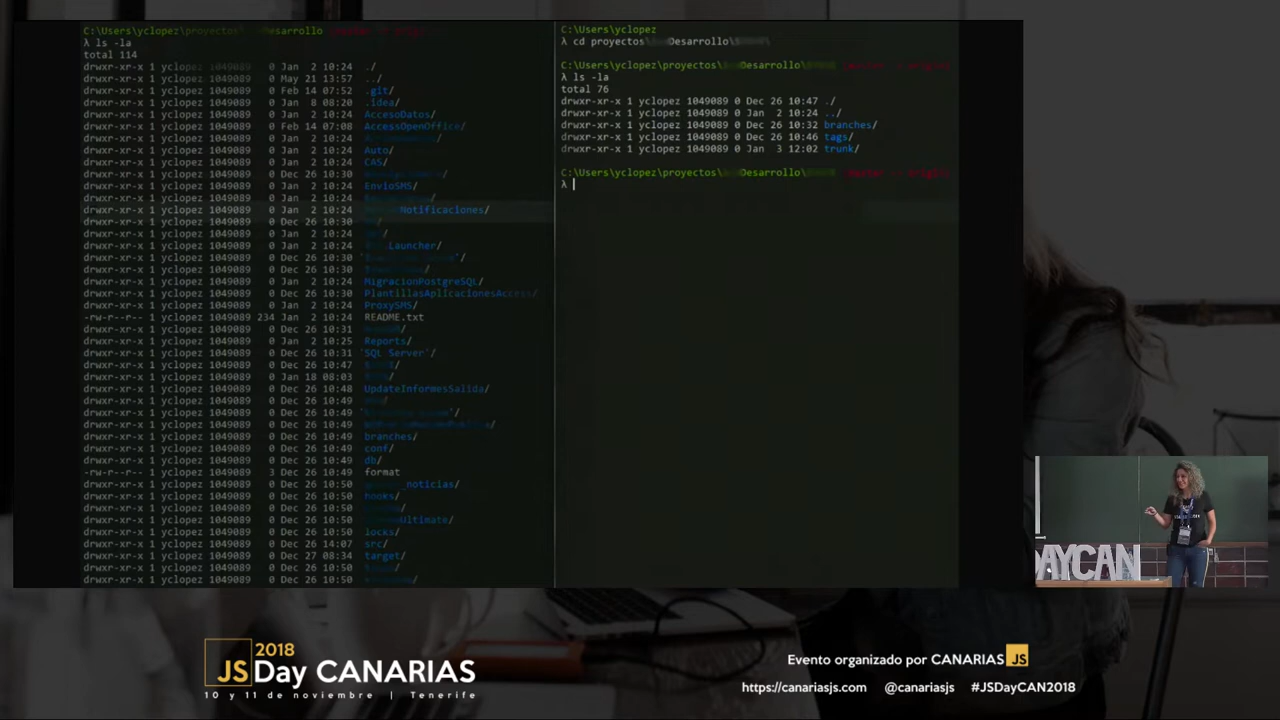 C:\Users\yclopez\proyectos\ Desarrollo
λ ls -la
total 114
drwxr-xr-x 1 yclopez 1049089 0 Jan 2 10:24 ./
drwxr-xr-x 1 yclopez 1049089 0 May 21 13:57 ../
drwxr-xr-x 1 yclopez 1049089 0 Feb 14 07:52 .git/
drwxr-xr-x 1 yclopez 1049089 0 Jan 8 08:20 .idea/
drwxr-xr-x 1 yclopez 1049089 0 Jan 2 10:24 AccesoDatos/
drwxr-xr-x 1 yclopez 1049089 0 Feb 14 07:08 AccessOpenOffice/
drwxr-xr-x 1 yclopez 1049089 0 Jan 2 10:24
drwxr-xr-x 1 yclopez 1049089 0 Jan 2 10:24 Auto/
drwxr-xr-x 1 yclopez 1049089 0 Jan 2 10:24 CAS/
drwxr-xr-x 1 yclopez 1049089 0 Dec 26 10:30
drwxr-xr-x 1 yclopez 1049089 0 Jan 2 10:24 EnvioSMS/
drwxr-xr-x 1 yclopez 1049089 0 Jan 2 10:24
drwxr-xr-x 1 yclopez 1049089 0 Jan 2 10:24 Notificaciones/
drwxr-xr-x 1 yclopez 1049089 0 Dec 26 10:30
drwxr-xr-x 1 yclopez 1049089 0 Jan 2 10:24
drwxr-xr-x 1 yclopez 1049089 0 Jan 2 10:24 Launcher/
drwxr-xr-x 1 yclopez 1049089 0 Dec 26 10:30
drwxr-xr-x 1 yclopez 1049089 0 Dec 26 10:30
drwxr-xr-x 1 yclopez 1049089 0 Jan 2 10:24 MigracionPostgreSQL/
drwxr-xr-x 1 yclopez 1049089 0 Dec 26 10:30 PlantillasAplicacionesAccess/
drwxr-xr-x 1 yclopez 1049089 0 Jan 2 10:24 ProxySMS/
-rw-r--r-- 1 yclopez 1049089 234 Jan 2 10:24 README.txt
drwxr-xr-x 1 yclopez 1049089 0 Dec 26 10:31
drwxr-xr-x 1 yclopez 1049089 0 Jan 2 10:25 Reports/
drwxr-xr-x 1 yclopez 1049089 0 Dec 26 10:31 'SQL Server'/
drwxr-xr-x 1 yclopez 1049089 0 Dec 26 10:47
drwxr-xr-x 1 yclopez 1049089 0 Jan 18 08:03
drwxr-xr-x 1 yclopez 1049089 0 Dec 26 10:48 UpdateInformesSalida/
drwxr-xr-x 1 yclopez 1049089 0 Dec 26 10:49
drwxr-xr-x 1 yclopez 1049089 0 Dec 26 10:49
drwxr-xr-x 1 yclopez 1049089 0 Dec 26 10:49
drwxr-xr-x 1 yclopez 1049089 0 Dec 26 10:49 branches/
drwxr-xr-x 1 yclopez 1049089 0 Dec 26 10:49 conf/
drwxr-xr-x 1 yclopez 1049089 0 Dec 26 10:49 db/
-rw-r--r-- 1 yclopez 1049089 3 Dec 26 10:49 format
drwxr-xr-x 1 yclopez 1049089 0 Dec 26 10:50 _noticias/
drwxr-xr-x 1 yclopez 1049089 0 Dec 26 10:50 hooks/
drwxr-xr-x 1 yclopez 1049089 0 Dec 26 10:50
drwxr-xr-x 1 yclopez 1049089 0 Dec 26 10:50 Ultimate/
drwxr-xr-x 1 yclopez 1049089 0 Dec 26 10:50 locks/
drwxr-xr-x 1 yclopez 1049089 0 Dec 26 14:07 src/
drwxr-xr-x 1 yclopez 1049089 0 Dec 27 08:34 target/
drwxr-xr-x 1 yclopez 1049089 0 Dec 26 10:50
drwxr-xr-x 1 yclopez 1049089 0 Dec 26 10:50
C:\Users\yclopez
λ cd proyectos\ Desarrollo\
C:\Users\yclopez\proyectos\ Desarrollo\
λ ls -la
total 76
drwxr-xr-x 1 yclopez 1049089 0 Dec 26 10:47 ./
drwxr-xr-x 1 yclopez 1049089 0 Jan 2 10:24 ../
drwxr-xr-x 1 yclopez 1049089 0 Dec 26 10:32 branches/
drwxr-xr-x 1 yclopez 1049089 0 Dec 26 10:46 tags/
drwxr-xr-x 1 yclopez 1049089 0 Jan 3 12:02 trunk/
C:\Users\yclopez\proyectos\ Desarrollo\
λ
DAYCAN
2018
JSDay CANARIAS
10 y 11 de noviembre | Tenerife
Evento organizado por CANARIAS JS
https://canariasjs.com @canariasjs #JSDayCAN2018